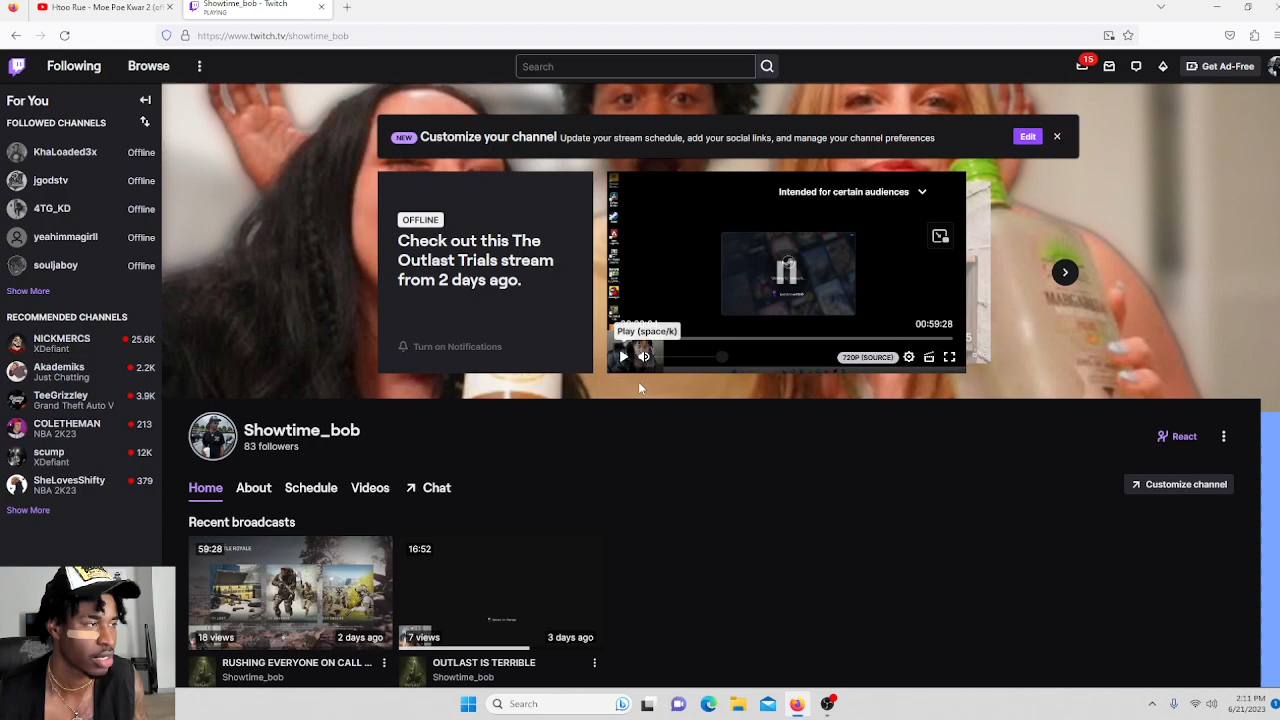 Htoo Rue - Moe Poe Kwar 2 (of
Showtime_bob - Twitch
PLAYING
https://www.twitch.tv/showtime_bob
Following
Browse
Search
15
Get Ad-Free
For You
FOLLOWED CHANNELS
KhaLoaded3x
Offline
jgodstv
Offline
4TG_KD
Offline
yeahimmagirll
Offline
souljaboy
Offline
Show More
RECOMMENDED CHANNELS
NICKMERCS
25.6K
XDefiant
Akademiks
2.2K
Just Chatting
TeeGrizzley
3.9K
Grand Theft Auto V
COLETHEMAN
213
NBA 2K23
scump
12K
XDefiant
SheLovesShifty
379
NBA 2K23
Show More
NEW Customize your channel Update your stream schedule, add your social links, and manage your channel preferences
Edit
OFFLINE
Check out this The
Outlast Trials stream
from 2 days ago.
Turn on Notifications
Intended for certain audiences
00:59:28
Play (space/k)
720P (SOURCE)
Showtime_bob
83 followers
React
Home
About
Schedule
Videos
Chat
Customize channel
Recent broadcasts
59:28
18 views
2 days ago
RUSHING EVERYONE ON CALL ...
Showtime_bob
16:52
7 views
3 days ago
OUTLAST IS TERRIBLE
Showtime_bob
Search
2:11 PM
6/21/2023